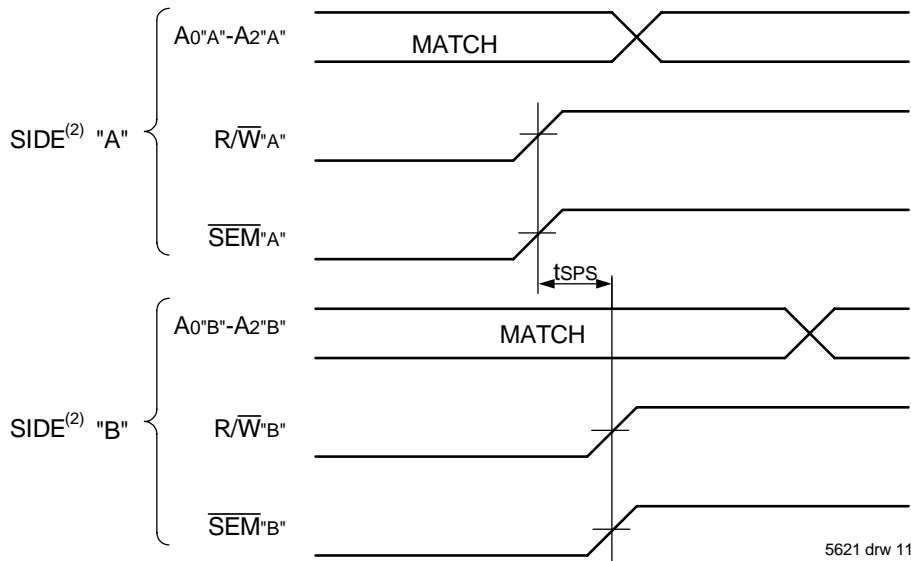 A0"A"-A2"A"
MATCH
SIDE(2) "A"
R/W"A"
SEM"A"
tSPS
A0"B"-A2"B"
MATCH
SIDE(2) "B"
R/W"B"
SEM"B"
5621 drw 11